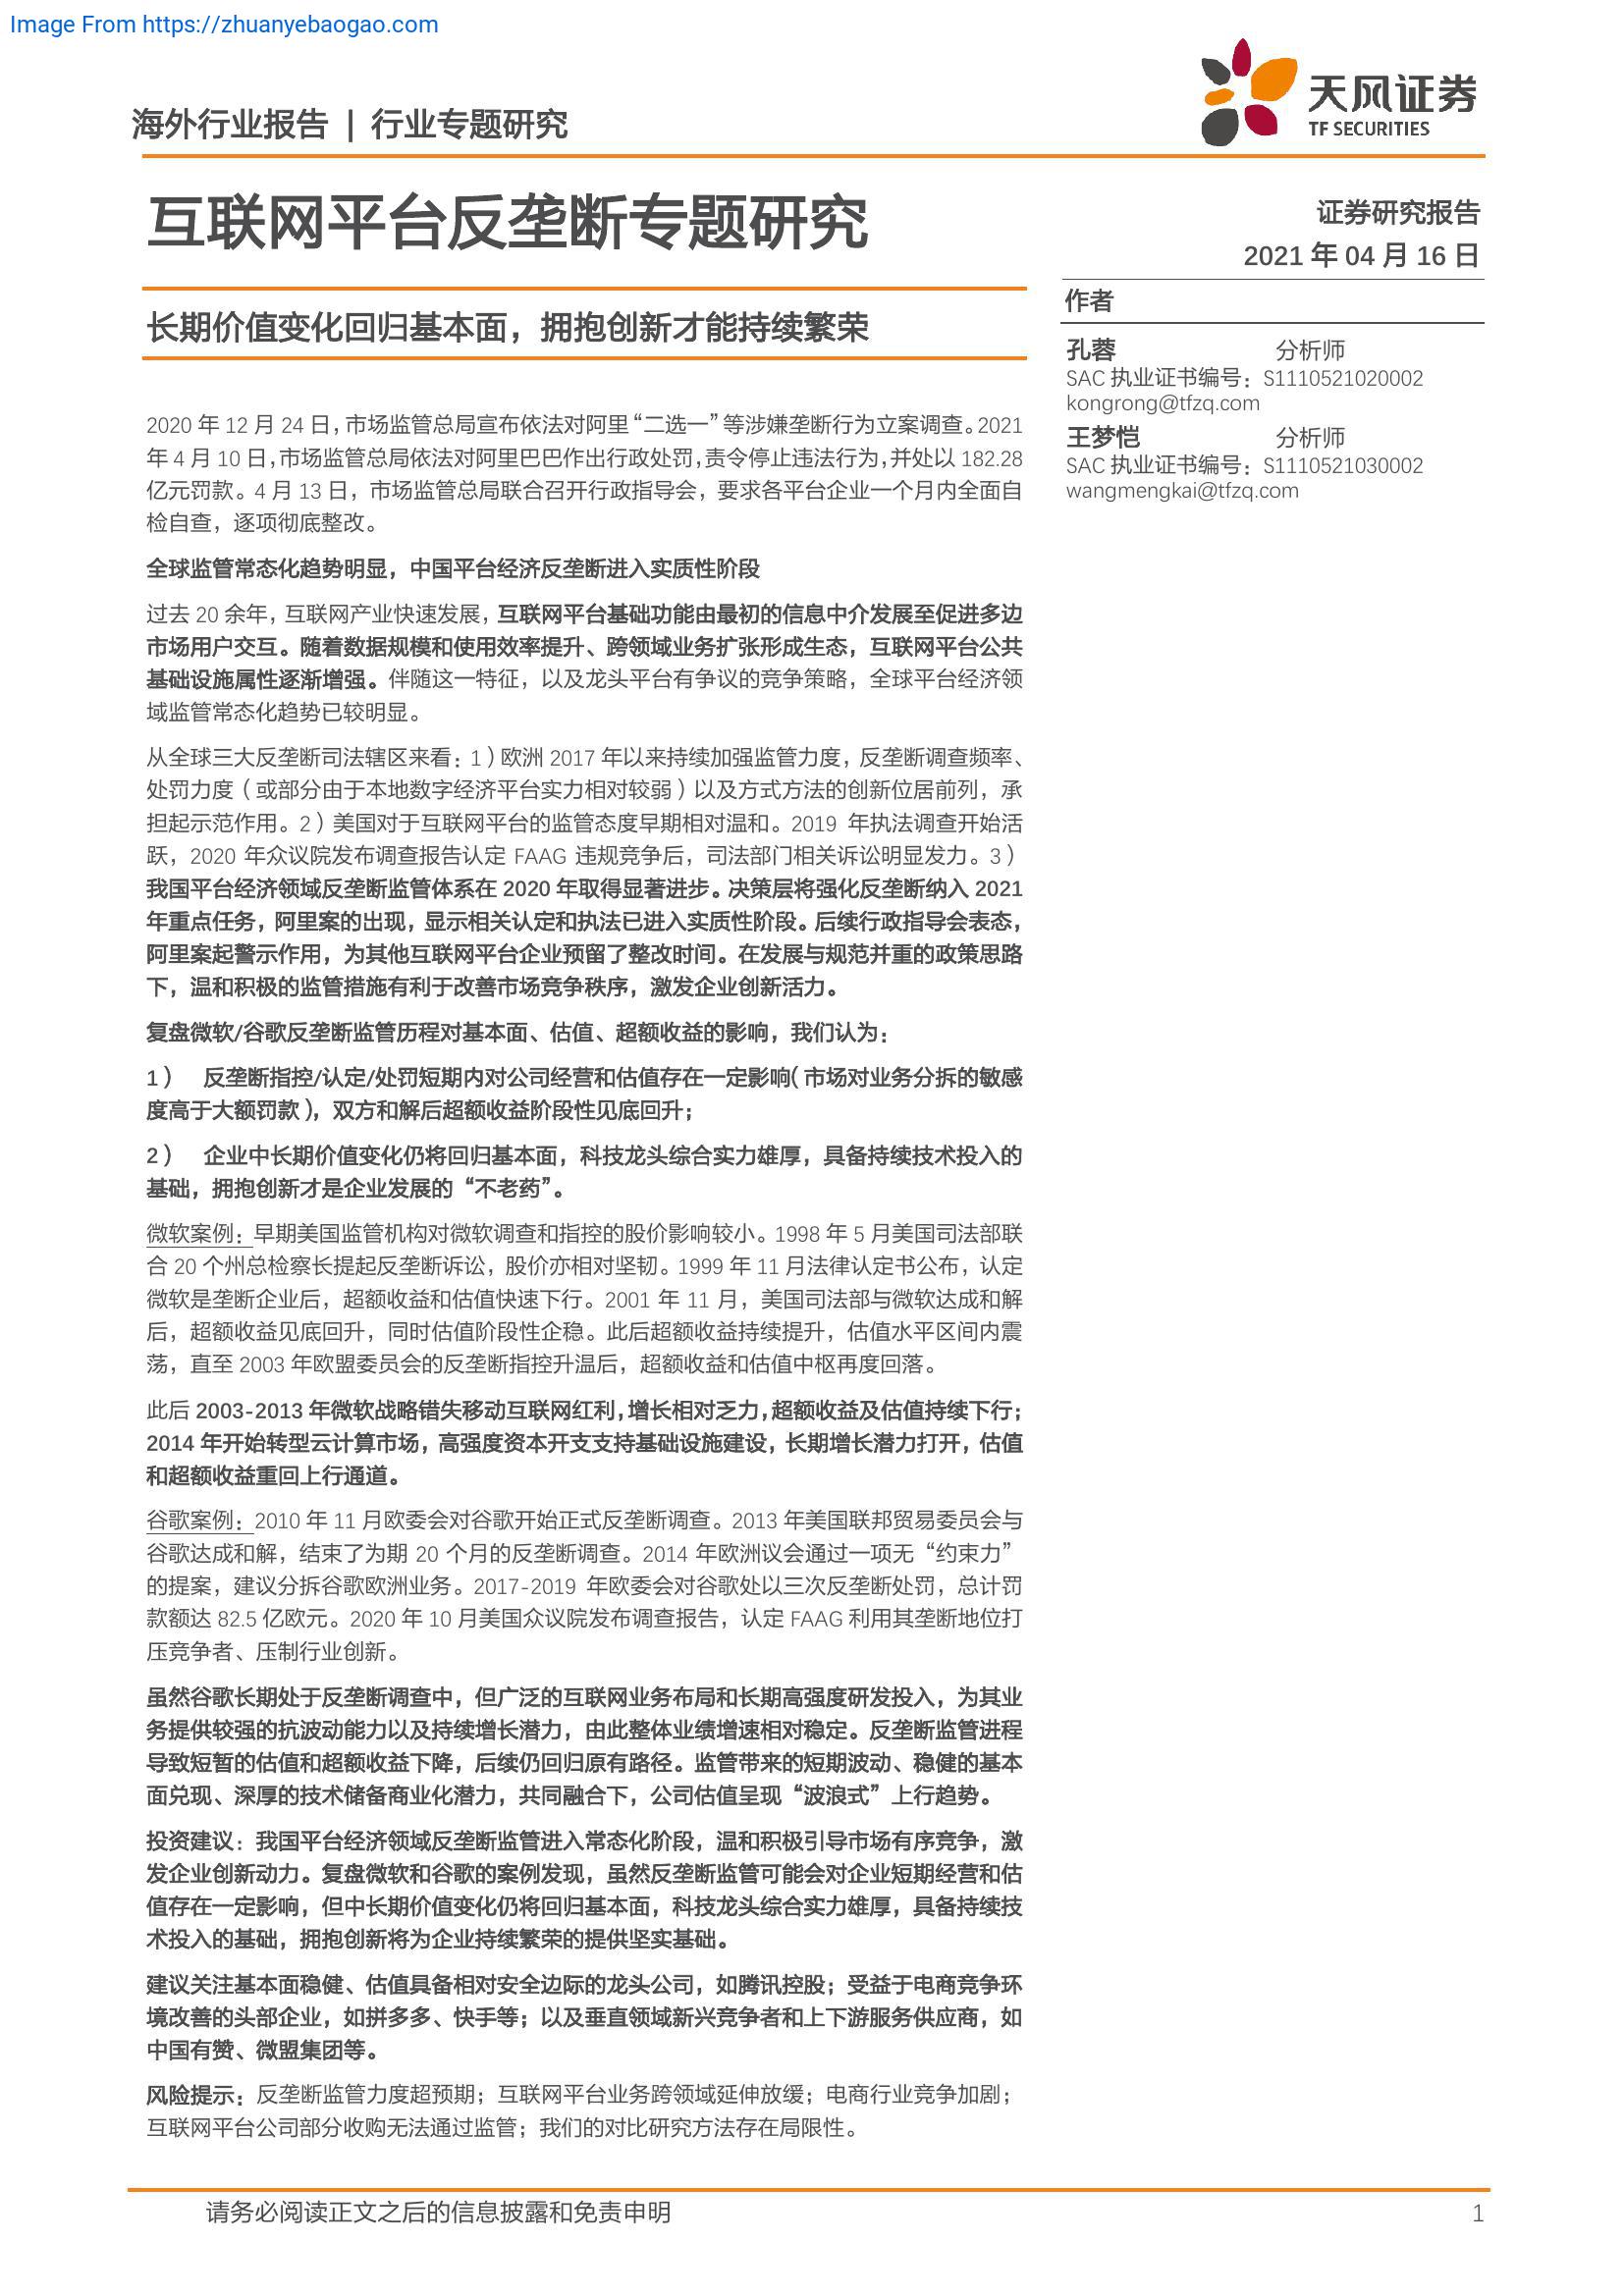 Image From https://zhuanyebaogao.com
海外行业报告 | 行业专题研究
天风证券
TF SECURITIES
互联网平台反垄断专题研究
证券研究报告
2021 年 04 月 16 日
长期价值变化回归基本面，拥抱创新才能持续繁荣
作者
孔蓉 分析师
SAC 执业证书编号：S1110521020002
kongrong@tfzq.com
王梦恺 分析师
SAC 执业证书编号：S1110521030002
wangmengkai@tfzq.com
2020 年 12 月 24 日，市场监管总局宣布依法对阿里“二选一”等涉嫌垄断行为立案调查。2021
年 4 月 10 日，市场监管总局依法对阿里巴巴作出行政处罚，责令停止违法行为，并处以 182.28
亿元罚款。4 月 13 日，市场监管总局联合召开行政指导会，要求各平台企业一个月内全面自
检自查，逐项彻底整改。
全球监管常态化趋势明显，中国平台经济反垄断进入实质性阶段
过去 20 余年，互联网产业快速发展，互联网平台基础功能由最初的信息中介发展至促进多边
市场用户交互。随着数据规模和使用效率提升、跨领域业务扩张形成生态，互联网平台公共
基础设施属性逐渐增强。伴随这一特征，以及龙头平台有争议的竞争策略，全球平台经济领
域监管常态化趋势已较明显。
从全球三大反垄断司法辖区来看：1）欧洲 2017 年以来持续加强监管力度，反垄断调查频率、
处罚力度（或部分由于本地数字经济平台实力相对较弱）以及方式方法的创新位居前列，承
担起示范作用。2）美国对于互联网平台的监管态度早期相对温和。2019 年执法调查开始活
跃，2020 年众议院发布调查报告认定 FAAG 违规竞争后，司法部门相关诉讼明显发力。3）
我国平台经济领域反垄断监管体系在 2020 年取得显著进步。决策层将强化反垄断纳入 2021
年重点任务，阿里案的出现，显示相关认定和执法已进入实质性阶段。后续行政指导会表态，
阿里案起警示作用，为其他互联网平台企业预留了整改时间。在发展与规范并重的政策思路
下，温和积极的监管措施有利于改善市场竞争秩序，激发企业创新活力。
复盘微软/谷歌反垄断监管历程对基本面、估值、超额收益的影响，我们认为：
1） 反垄断指控/认定/处罚短期内对公司经营和估值存在一定影响（市场对业务分拆的敏感
度高于大额罚款），双方和解后超额收益阶段性见底回升；
2） 企业中长期价值变化仍将回归基本面，科技龙头综合实力雄厚，具备持续技术投入的
基础，拥抱创新才是企业发展的“不老药”。
微软案例：早期美国监管机构对微软调查和指控的股价影响较小。1998 年 5 月美国司法部联
合 20 个州总检察长提起反垄断诉讼，股价亦相对坚韧。1999 年 11 月法律认定书公布，认定
微软是垄断企业后，超额收益和估值快速下行。2001 年 11 月，美国司法部与微软达成和解
后，超额收益见底回升，同时估值阶段性企稳。此后超额收益持续提升，估值水平区间内震
荡，直至 2003 年欧盟委员会的反垄断指控升温后，超额收益和估值中枢再度回落。
此后 2003-2013 年微软战略错失移动互联网红利，增长相对乏力，超额收益及估值持续下行；
2014 年开始转型云计算市场，高强度资本开支支持基础设施建设，长期增长潜力打开，估值
和超额收益重回上行通道。
谷歌案例：2010 年 11 月欧委会对谷歌开始正式反垄断调查。2013 年美国联邦贸易委员会与
谷歌达成和解，结束了为期 20 个月的反垄断调查。2014 年欧洲议会通过一项无“约束力”
的提案，建议分拆谷歌欧洲业务。2017-2019 年欧委会对谷歌处以三次反垄断处罚，总计罚
款额达 82.5 亿欧元。2020 年 10 月美国众议院发布调查报告，认定 FAAG 利用其垄断地位打
压竞争者、压制行业创新。
虽然谷歌长期处于反垄断调查中，但广泛的互联网业务布局和长期高强度研发投入，为其业
务提供较强的抗波动能力以及持续增长潜力，由此整体业绩增速相对稳定。反垄断监管进程
导致短暂的估值和超额收益下降，后续仍回归原有路径。监管带来的短期波动、稳健的基本
面兑现、深厚的技术储备商业化潜力，共同融合下，公司估值呈现“波浪式”上行趋势。
投资建议：我国平台经济领域反垄断监管进入常态化阶段，温和积极引导市场有序竞争，激
发企业创新动力。复盘微软和谷歌的案例发现，虽然反垄断监管可能会对企业短期经营和估
值存在一定影响，但中长期价值变化仍将回归基本面，科技龙头综合实力雄厚，具备持续技
术投入的基础，拥抱创新将为企业持续繁荣的提供坚实基础。
建议关注基本面稳健、估值具备相对安全边际的龙头公司，如腾讯控股；受益于电商竞争环
境改善的头部企业，如拼多多、快手等；以及垂直领域新兴竞争者和上下游服务供应商，如
中国有赞、微盟集团等。
风险提示：反垄断监管力度超预期；互联网平台业务跨领域延伸放缓；电商行业竞争加剧；
互联网平台公司部分收购无法通过监管；我们的对比研究方法存在局限性。
请务必阅读正文之后的信息披露和免责申明 1